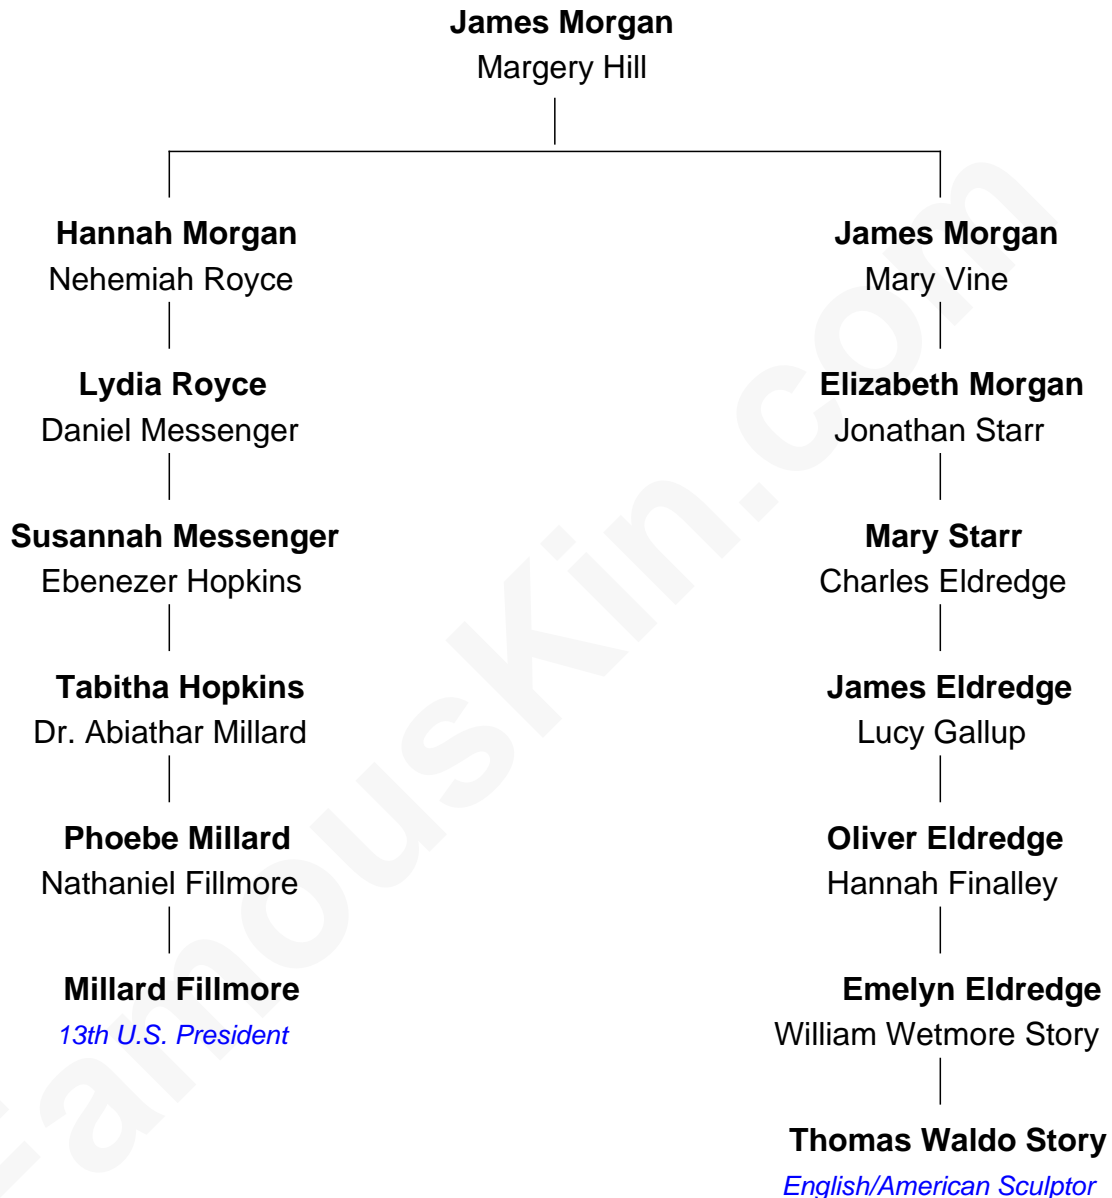 James Morgan
Margery Hill
Hannah Morgan
Nehemiah Royce
Lydia Royce
Daniel Messenger
Susannah Messenger
Ebenezer Hopkins
Tabitha Hopkins
Dr. Abiathar Millard
Phoebe Millard
Nathaniel Fillmore
Millard Fillmore
13th U.S. President
James Morgan
Mary Vine
Elizabeth Morgan
Jonathan Starr
Mary Starr
Charles Eldredge
James Eldredge
Lucy Gallup
Oliver Eldredge
Hannah Finalley
Emelyn Eldredge
William Wetmore Story
Thomas Waldo Story
English/American Sculptor
FamousKin.com